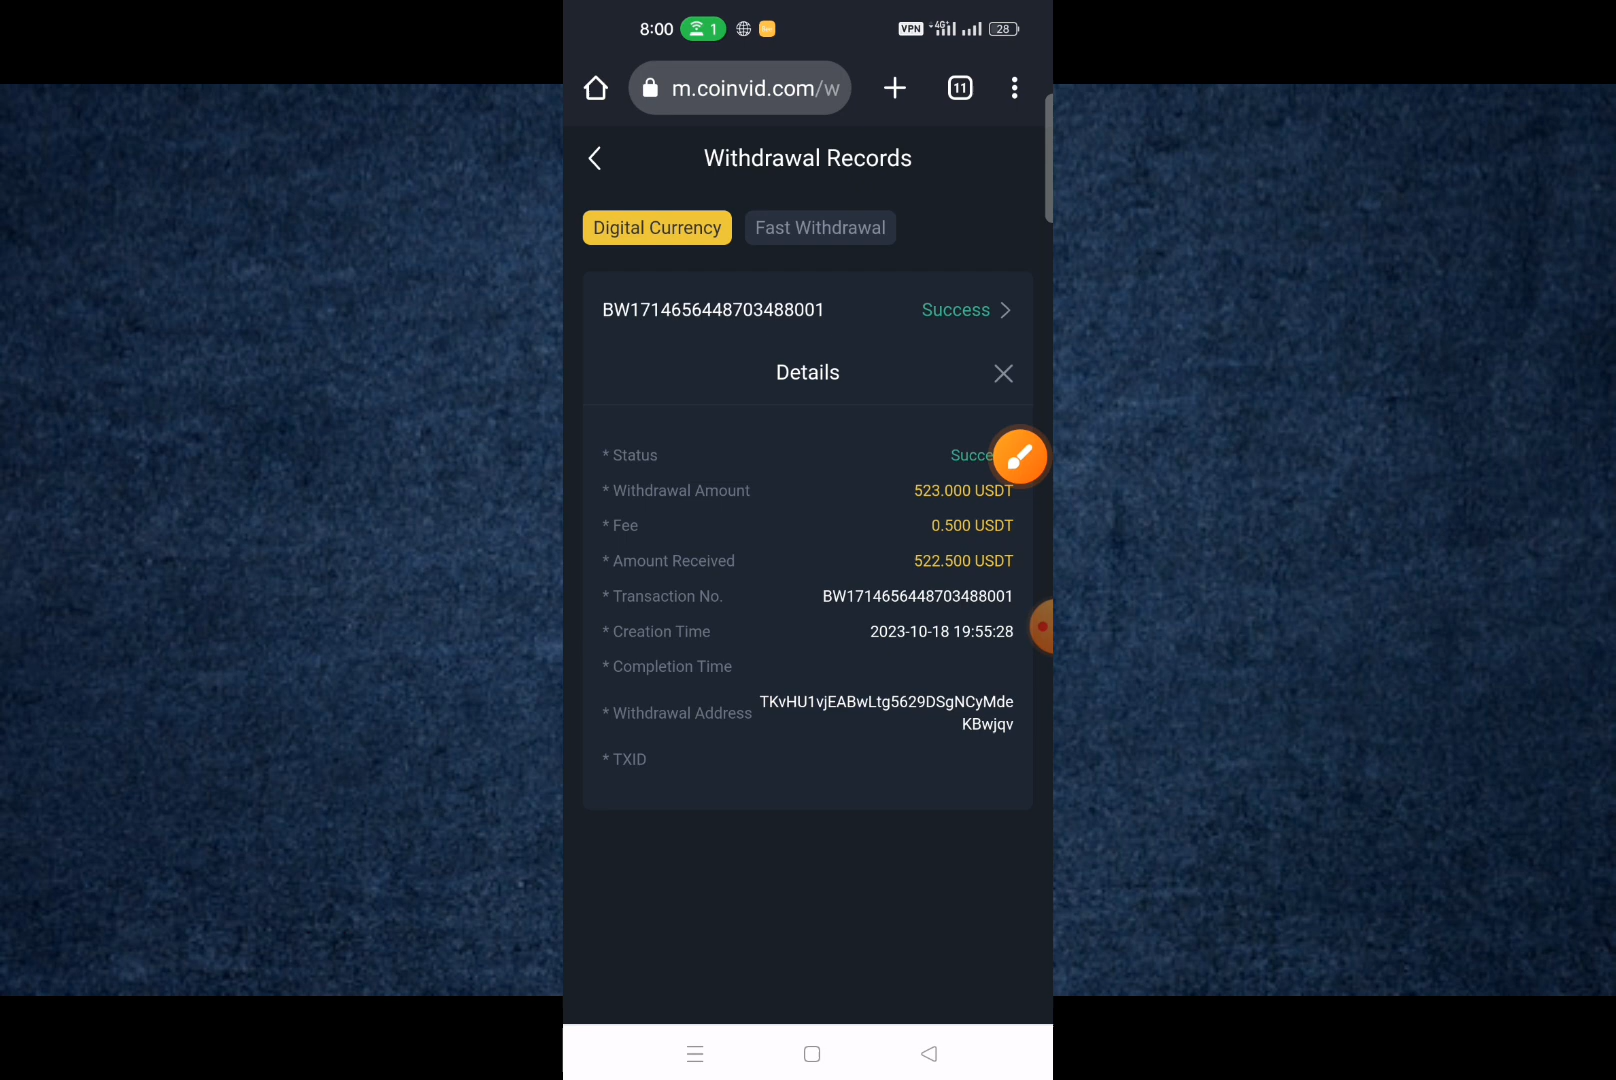 8:00 1 VPN 4G+ 28
m.coinvid.com/w 11
Withdrawal Records
Digital Currency Fast Withdrawal
BW1714656448703488001 Success
Details
* Status Succe
* Withdrawal Amount 523.000 USDT
* Fee 0.500 USDT
* Amount Received 522.500 USDT
* Transaction No. BW1714656448703488001
* Creation Time 2023-10-18 19:55:28
* Completion Time
* Withdrawal Address TKvHU1vjEABwLtg5629DSgNCyMde
KBwjqv
* TXID